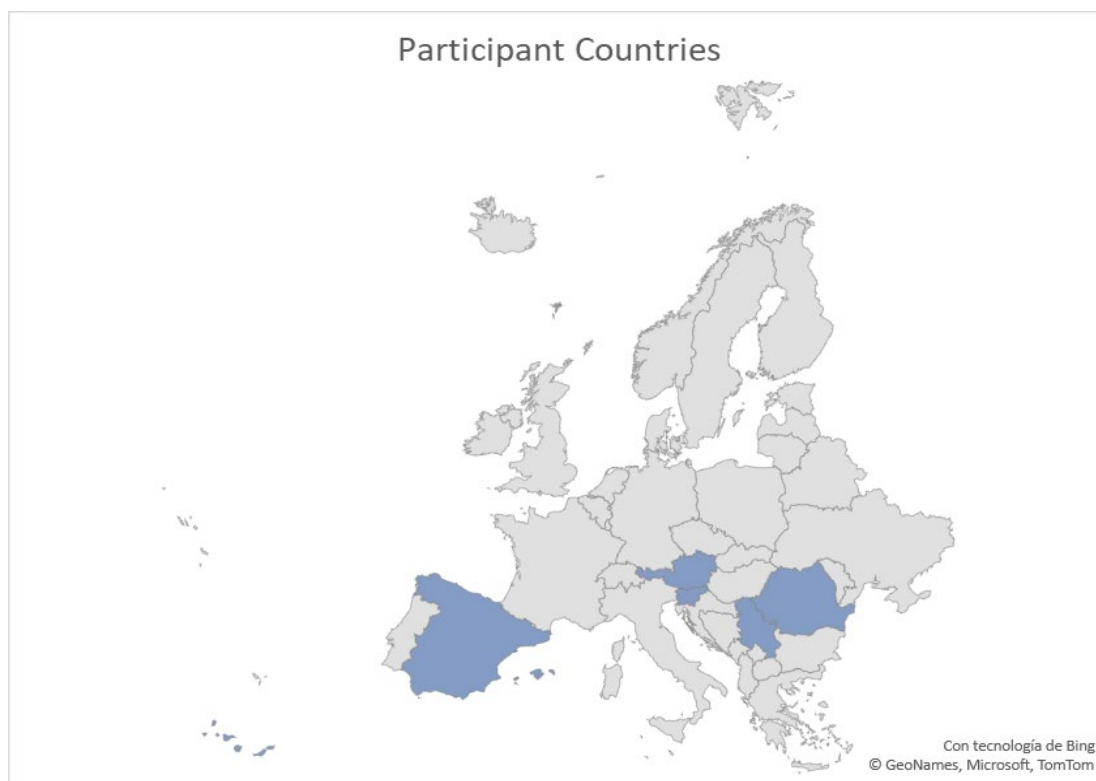 Participant Countries
Con tecnología de Bing
© GeoNames, Microsoft, TomTom